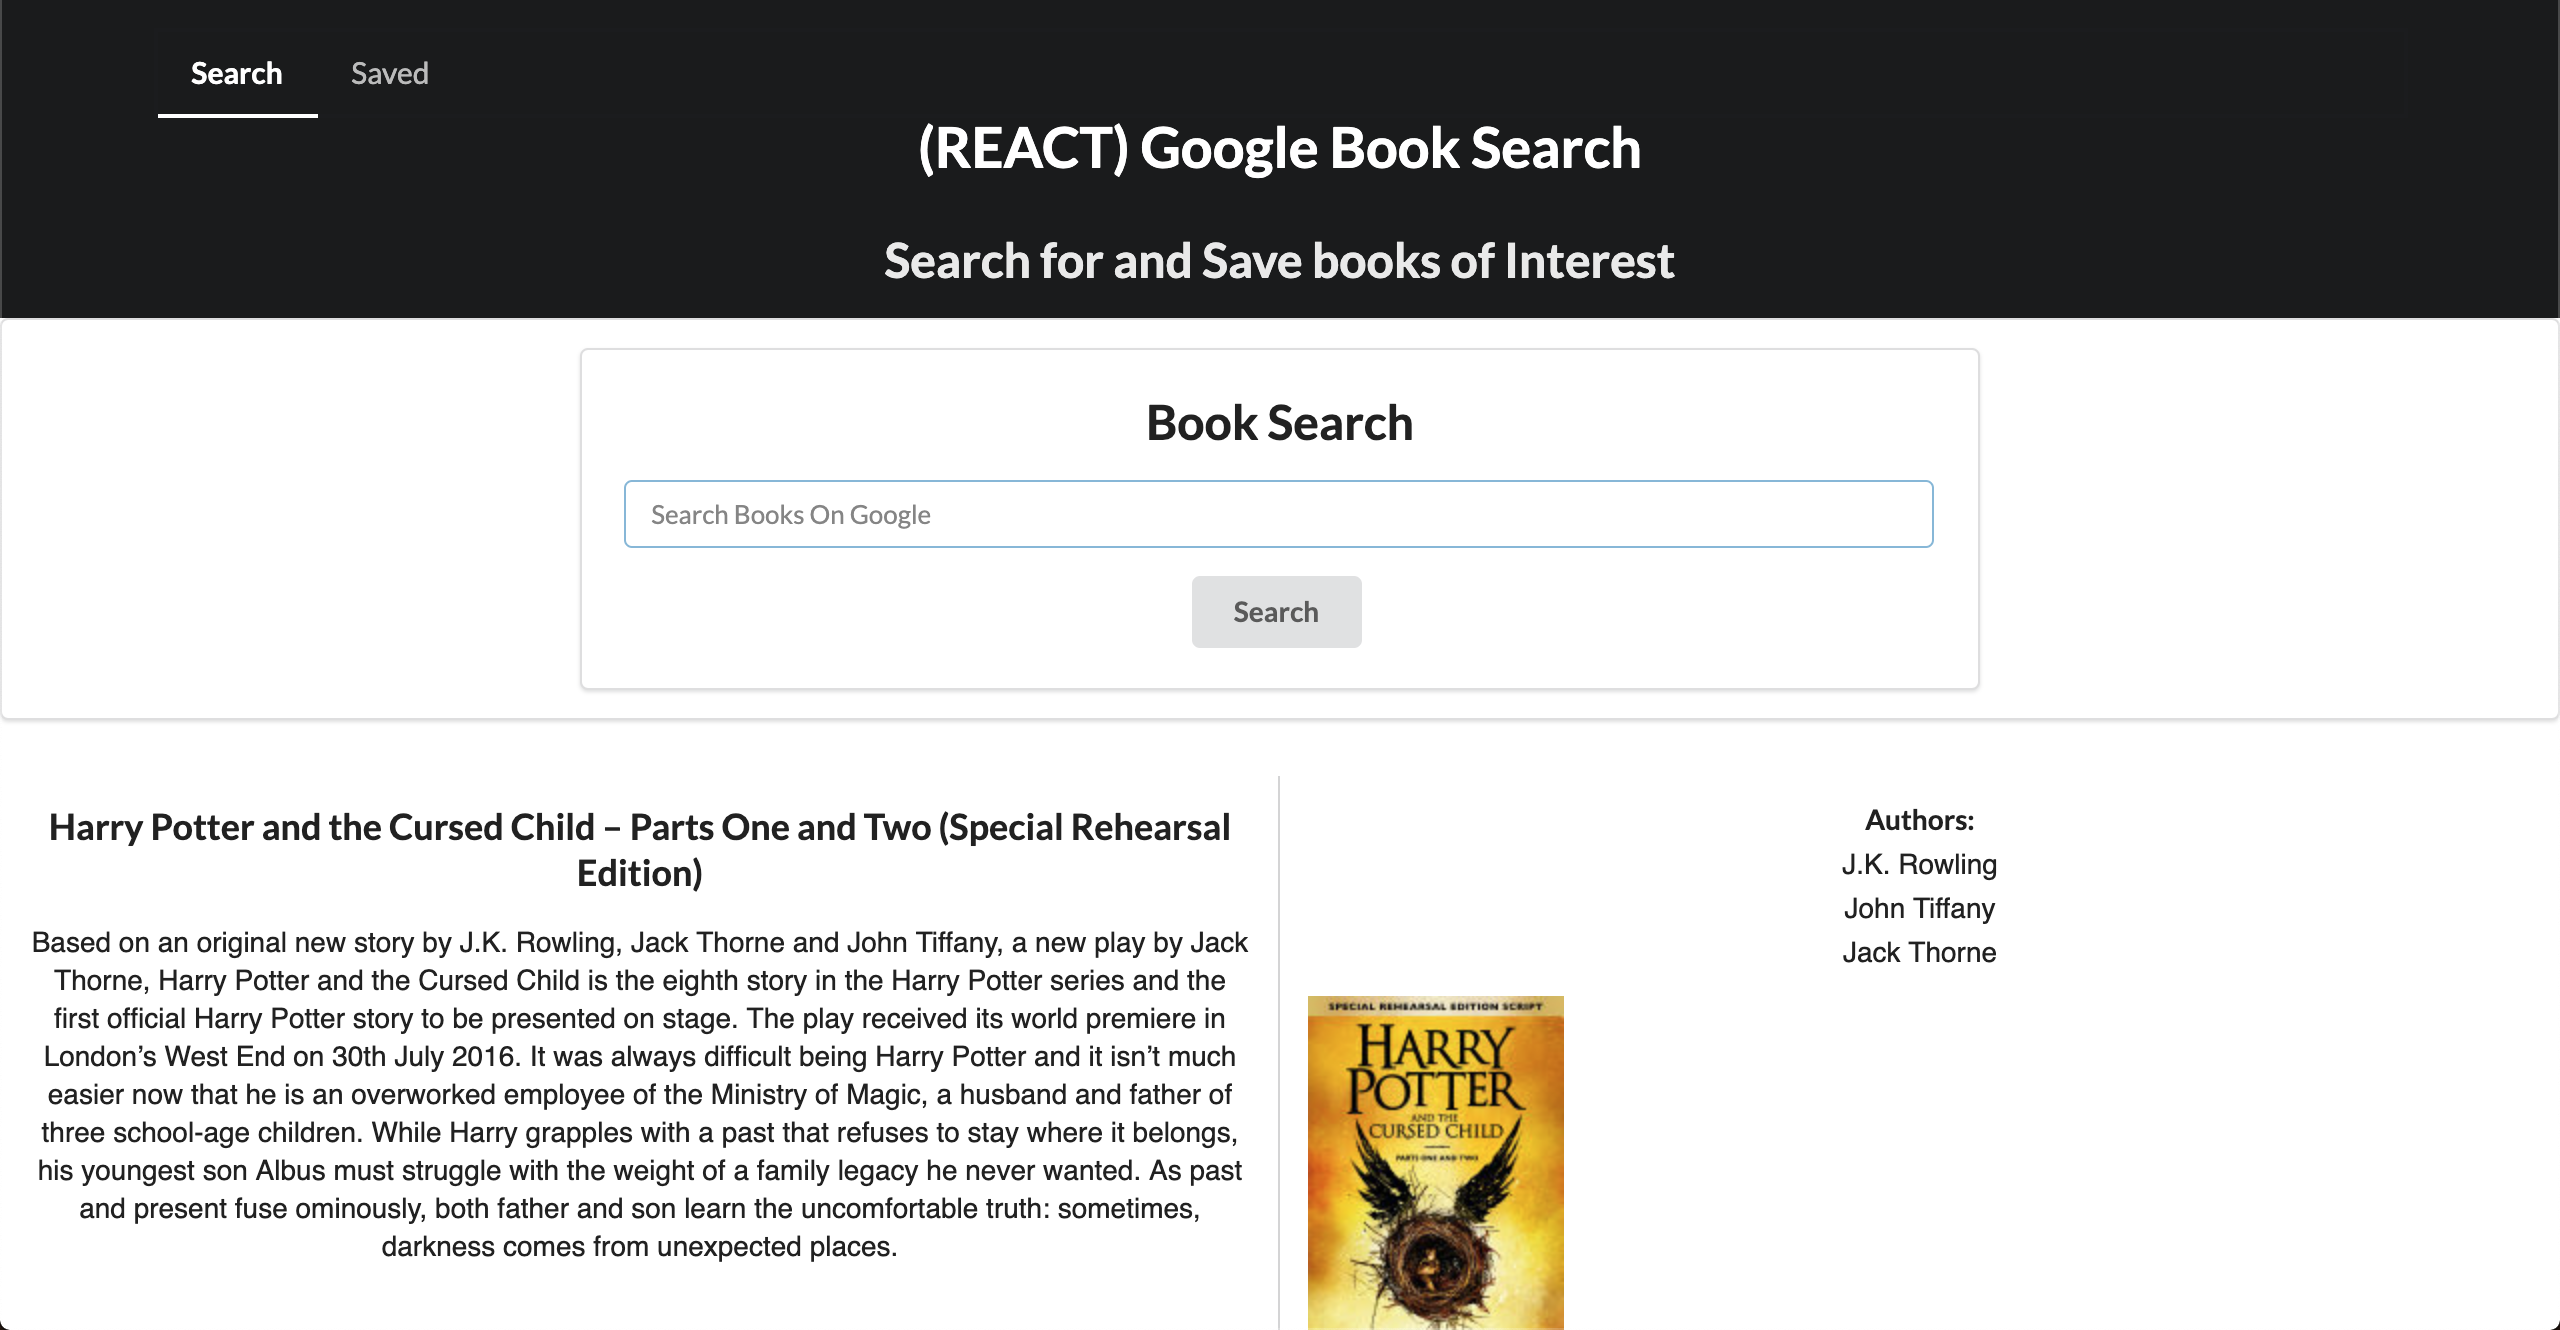 Search Saved
(REACT) Google Book Search
Search for and Save books of Interest
Book Search
Search Books On Google
Search
Harry Potter and the Cursed Child – Parts One and Two (Special Rehearsal
Edition)
Based on an original new story by J.K. Rowling, Jack Thorne and John Tiffany, a new play by Jack
Thorne, Harry Potter and the Cursed Child is the eighth story in the Harry Potter series and the
first official Harry Potter story to be presented on stage. The play received its world premiere in
London’s West End on 30th July 2016. It was always difficult being Harry Potter and it isn’t much
easier now that he is an overworked employee of the Ministry of Magic, a husband and father of
three school-age children. While Harry grapples with a past that refuses to stay where it belongs,
his youngest son Albus must struggle with the weight of a family legacy he never wanted. As past
and present fuse ominously, both father and son learn the uncomfortable truth: sometimes,
darkness comes from unexpected places.
Authors:
J.K. Rowling
John Tiffany
Jack Thorne
SPECIAL REHEARSAL EDITION SCRIPT
HARRY
POTTER
AND THE
CURSED CHILD
PARTS ONE AND TWO